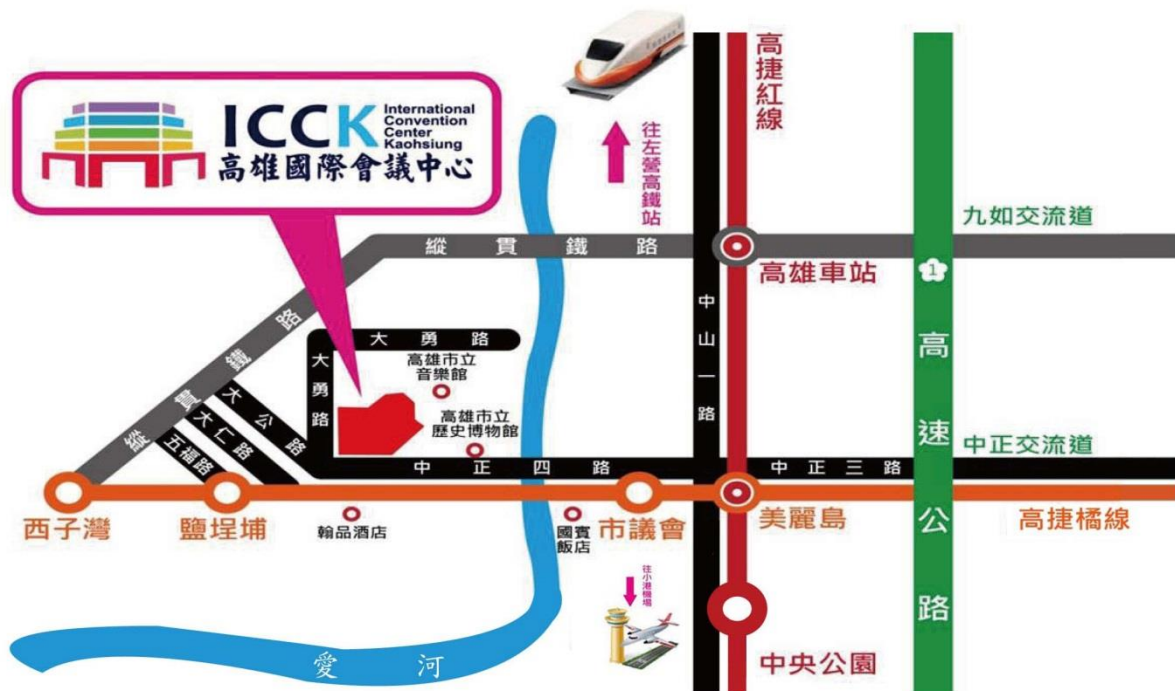 ICCK
International
Convention
Center
Kaohsiung
高雄國際會議中心
往左營高鐵站
高捷紅線
九如交流道
縱貫鐵路
高雄車站
1
高速公路
中山一路
縱貫鐵路
大勇路
大勇路
高雄市立
音樂館
高雄市立
歷史博物館
大公路
大仁路
五福路
中正四路
中正三路
中正交流道
西子灣
鹽埕埔
翰品酒店
國賓
飯店
市議會
美麗島
高捷橘線
往小港機場
中央公園
愛河